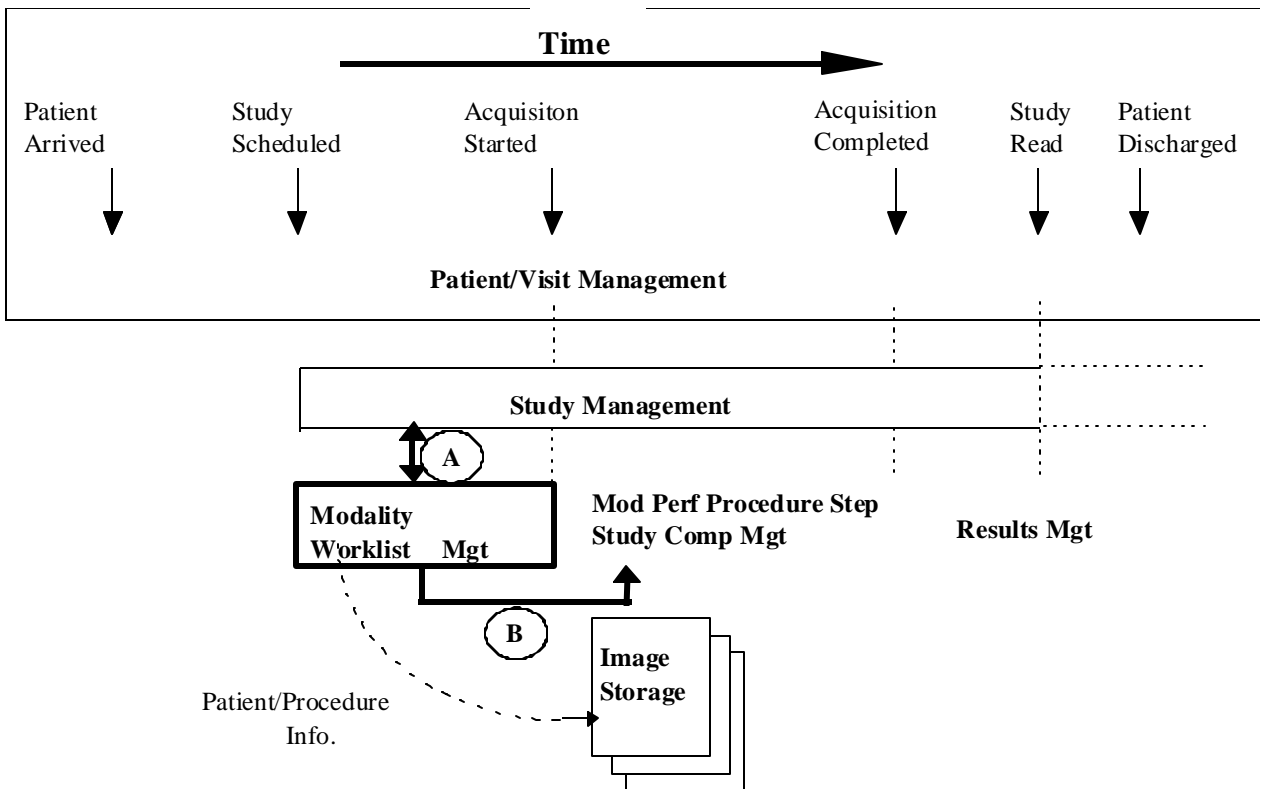 Time
Patient
Arrived
Study
Scheduled
Acquisiton
Started
Acquisition
Completed
Study
Read
Patient
Discharged
Patient/Visit Management
Study Management
A
Modality
Worklist Mgt
Mod Perf Procedure Step
Study Comp Mgt
Results Mgt
B
Image
Storage
Patient/Procedure
Info.